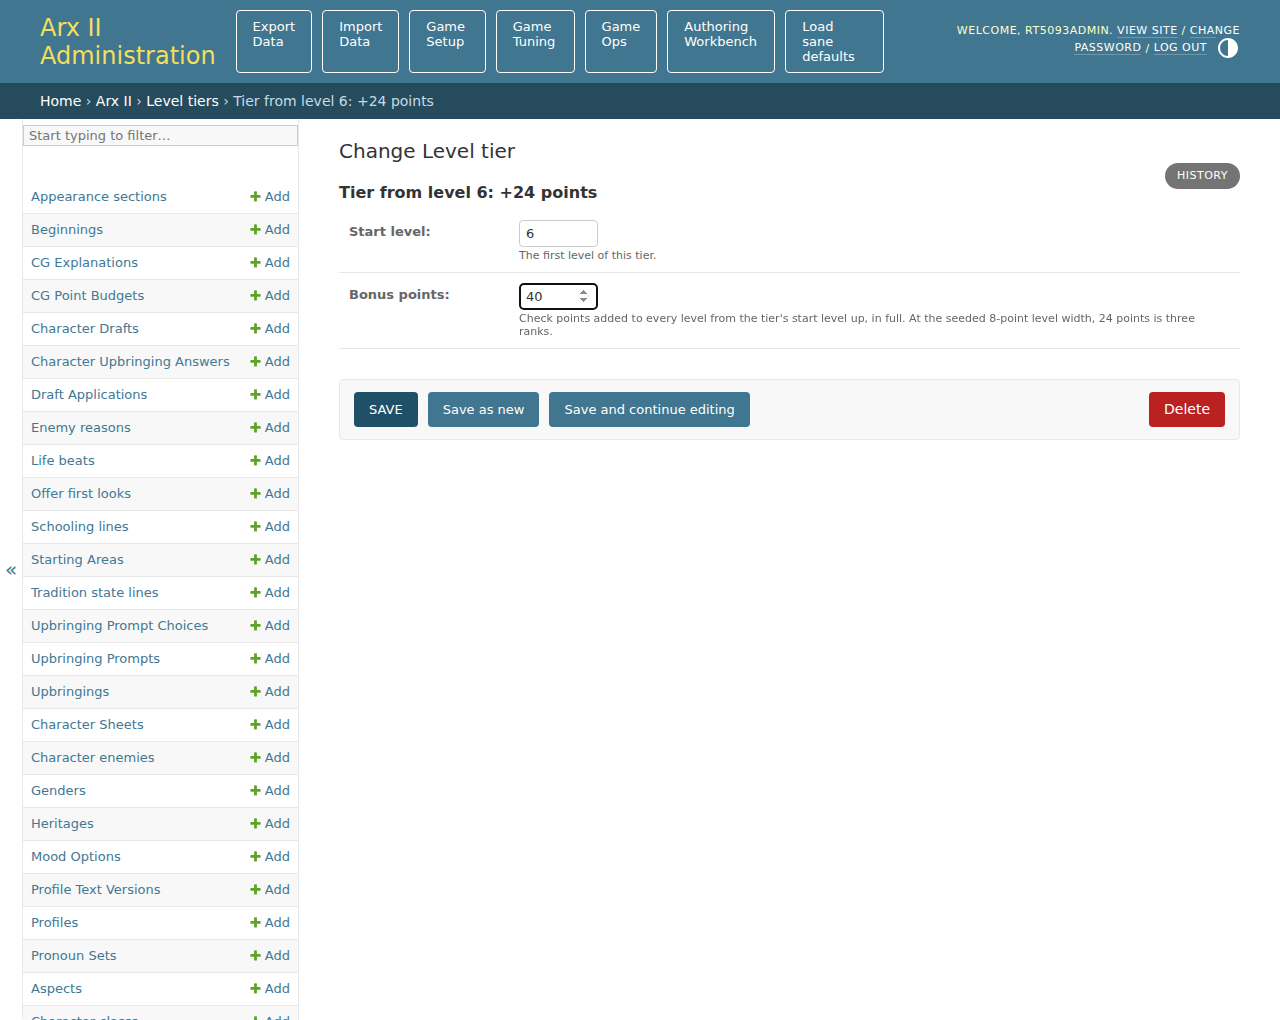 Arx II
Administration
Export
Data
Import
Data
Game
Setup
Game
Tuning
Game
Ops
Authoring
Workbench
Load
sane
defaults
WELCOME, RT5093ADMIN. VIEW SITE / CHANGE
PASSWORD / LOG OUT
Home › Arx II › Level tiers › Tier from level 6: +24 points
Start typing to filter…
Appearance sections Add
Beginnings Add
CG Explanations Add
CG Point Budgets Add
Character Drafts Add
Character Upbringing Answers Add
Draft Applications Add
Enemy reasons Add
Life beats Add
Offer first looks Add
Schooling lines Add
Starting Areas Add
Tradition state lines Add
Upbringing Prompt Choices Add
Upbringing Prompts Add
Upbringings Add
Character Sheets Add
Character enemies Add
Genders Add
Heritages Add
Mood Options Add
Profile Text Versions Add
Profiles Add
Pronoun Sets Add
Aspects Add
«
Change Level tier
HISTORY
Tier from level 6: +24 points
Start level: 6
The first level of this tier.
Bonus points: 40
Check points added to every level from the tier's start level up, in full. At the seeded 8-point level width, 24 points is three
ranks.
SAVE
Save as new
Save and continue editing
Delete